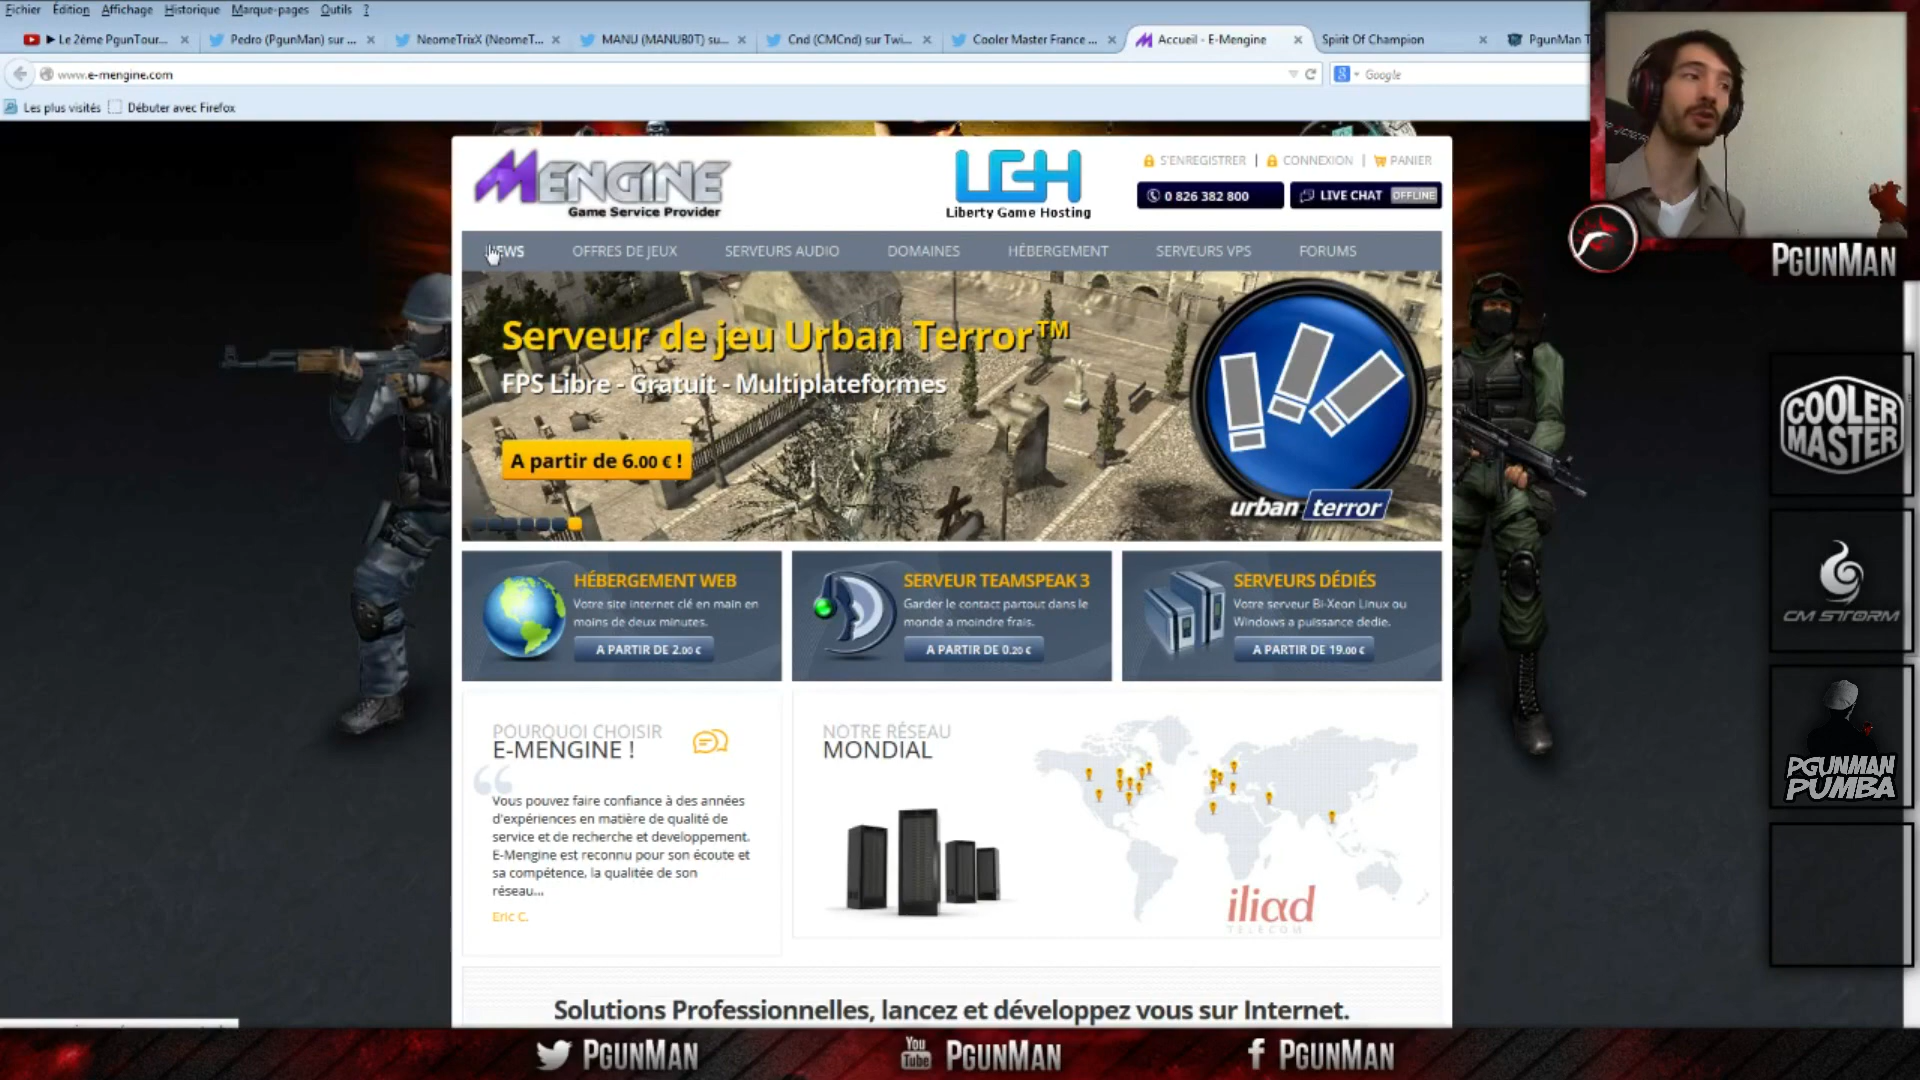 Fichier Édition Affichage Historique Marque-pages Outils ?
▶ Le 2ème PgunTour... × Pedro (PgunMan) sur ... × NeomeTrixX (NeomeT... × MANU (MANUB0T) su... × Cnd (CMCnd) sur Twi... × Cooler Master France ... × Accueil - E-Mengine × Spirit Of Champion × PgunMan T
www.e-mengine.com
Google
Les plus visités Débuter avec Firefox
MENGINE
Game Service Provider
LGH
Liberty Game Hosting
S'ENREGISTRER | CONNEXION | PANIER
0 826 382 800
LIVE CHAT OFFLINE
PGUNMAN
NEWS OFFRES DE JEUX SERVEURS AUDIO DOMAINES HÉBERGEMENT SERVEURS VPS FORUMS
Serveur de jeu Urban Terror™
FPS Libre - Gratuit - Multiplateformes
A partir de 6.00 € !
urban terror
COOLER MASTER
CM STORM
PGUNMAN
PUMBA
HÉBERGEMENT WEB
Votre site internet clé en main en
moins de deux minutes.
A PARTIR DE 2.00 €
SERVEUR TEAMSPEAK 3
Garder le contact partout dans le
monde a moindre frais.
A PARTIR DE 0.20 €
SERVEURS DÉDIÉS
Votre serveur Bi-Xeon Linux ou
Windows a puissance dedie.
A PARTIR DE 19.00 €
POURQUOI CHOISIR
E-MENGINE !
Vous pouvez faire confiance à des années
d'expériences en matière de qualité de
service et de recherche et developpement.
E-Mengine est reconnu pour son écoute et
sa compétence, la qualitée de son
réseau...
Eric C.
NOTRE RÉSEAU
MONDIAL
iliad
TELECOM
Solutions Professionnelles, lancez et développez vous sur Internet.
PGUNMAN
You Tube PGUNMAN
f PGUNMAN